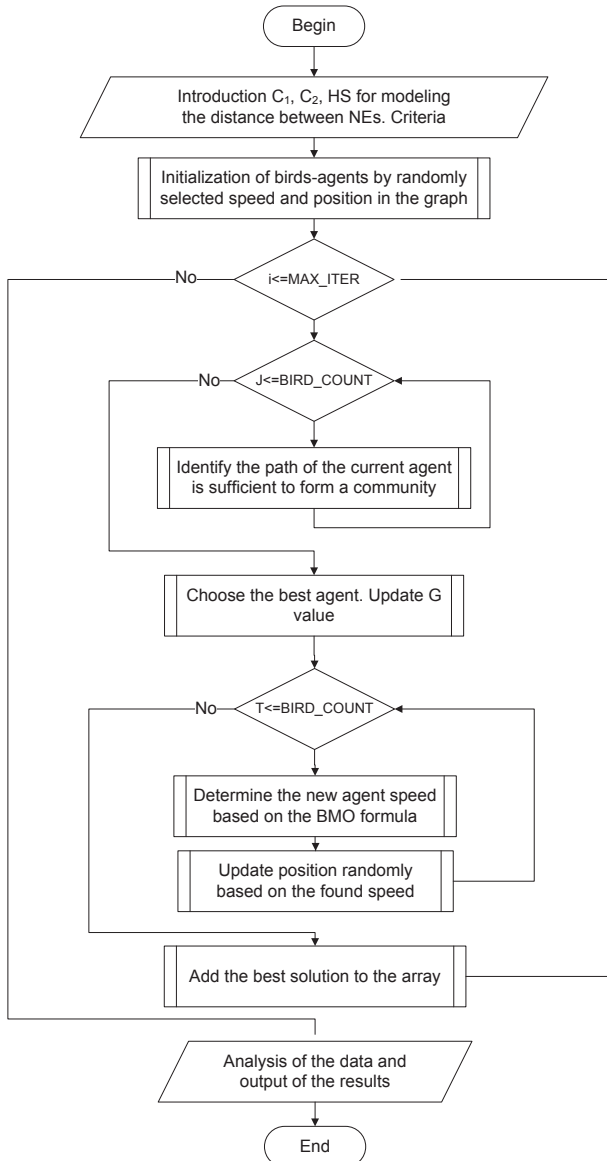 Begin
Introduction C₁, C₂, HS for modeling
the distance between NEs. Criteria
Initialization of birds-agents by randomly
selected speed and position in the graph
No
i<=MAX_ITER
No
J<=BIRD_COUNT
Identify the path of the current agent
is sufficient to form a community
Choose the best agent. Update G
value
No
T<=BIRD_COUNT
Determine the new agent speed
based on the BMO formula
Update position randomly
based on the found speed
Add the best solution to the array
Analysis of the data and
output of the results
End